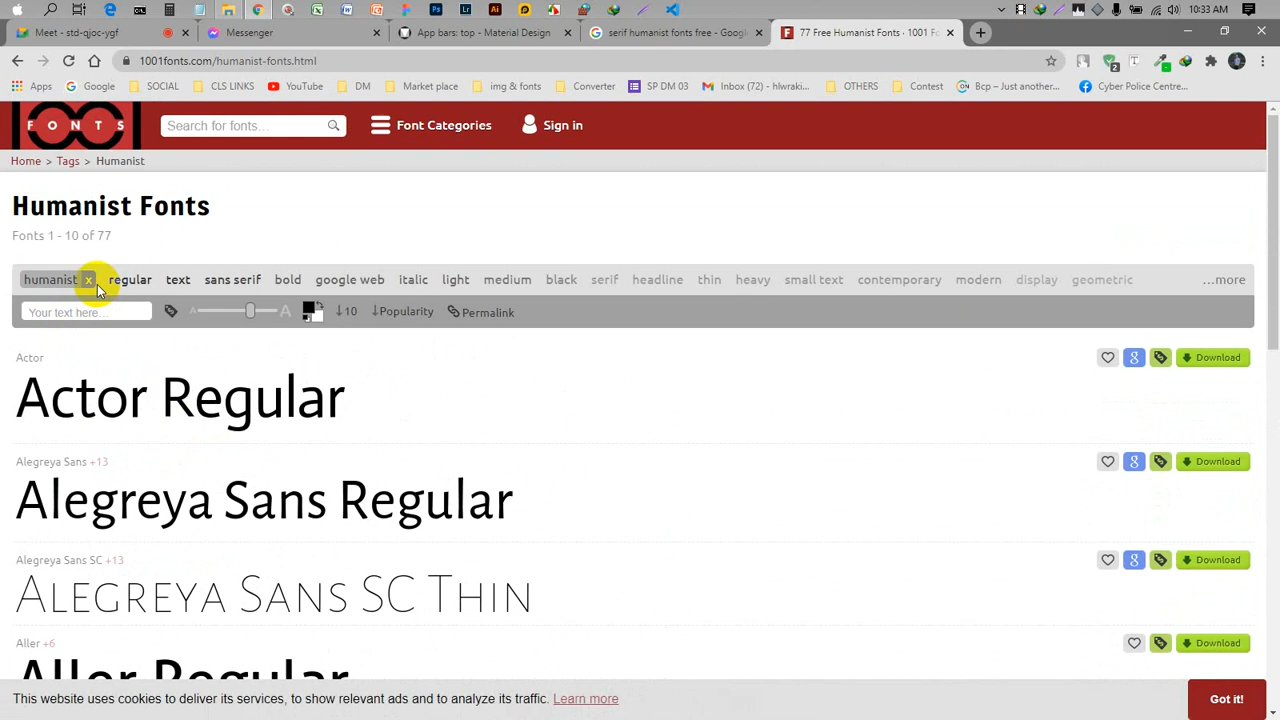 10:33 AM
Meet - std-qjoc-ygf
Messenger
App bars: top - Material Design
serif humanist fonts free - Google
77 Free Humanist Fonts · 1001 Fo
1001fonts.com/humanist-fonts.html
Apps
Google
SOCIAL
CLS LINKS
YouTube
DM
Market place
img & fonts
Converter
SP DM 03
Inbox (72) - hlwraki...
OTHERS
Contest
Bcp – Just another...
Cyber Police Centre...
FONTS
Search for fonts...
Font Categories
Sign in
Home > Tags > Humanist
Humanist Fonts
Fonts 1 - 10 of 77
humanist x regular text sans serif bold google web italic light medium black serif headline thin heavy small text contemporary modern display geometric ...more
Your text here... A A ↓10 ↓Popularity Permalink
Actor
Download
Actor Regular
Alegreya Sans +13
Download
Alegreya Sans Regular
Alegreya Sans SC +13
Download
Alegreya Sans SC Thin
Aller +6
Download
Aller Regular
This website uses cookies to deliver its services, to show relevant ads and to analyze its traffic. Learn more
Got it!